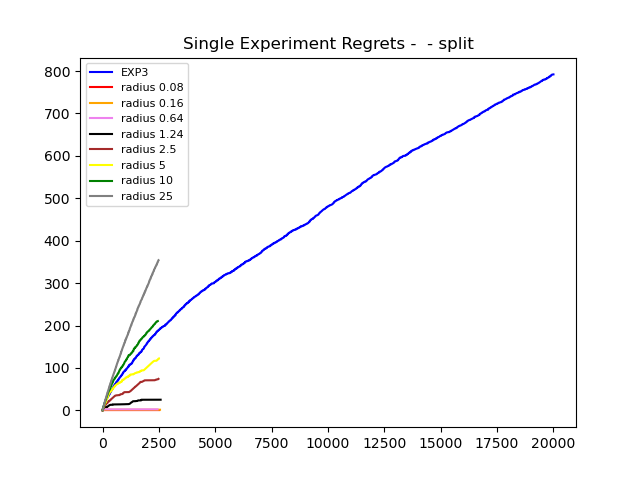 Single Experiment Regrets -  - split
800
700
600
500
400
300
200
100
0
EXP3
radius 0.08
radius 0.16
radius 0.64
radius 1.24
radius 2.5
radius 5
radius 10
radius 25
0 2500 5000 7500 10000 12500 15000 17500 20000